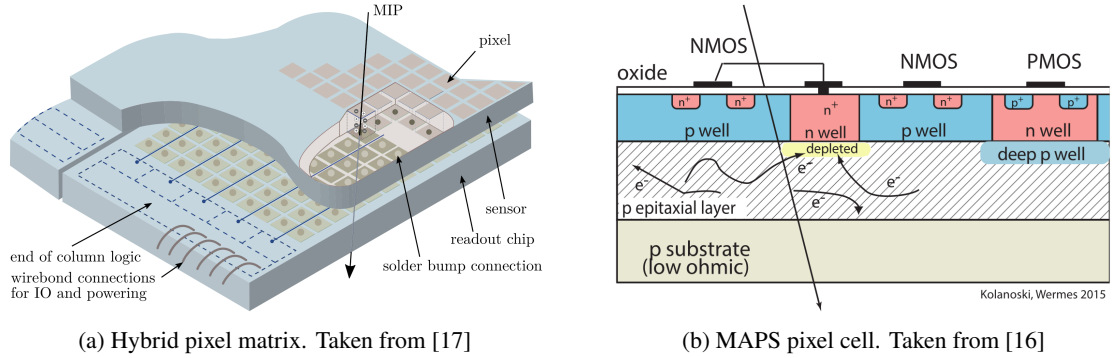 MIP
pixel
sensor
readout chip
solder bump connection
end of column logic
wirebond connections
for IO and powering
(a) Hybrid pixel matrix. Taken from [17]
NMOS
NMOS
PMOS
oxide
n+
n+
n+
n+
n+
p+
p+
p well
n well
p well
n well
depleted
deep p well
e-
e-
e-
e-
p epitaxial layer
p substrate
(low ohmic)
Kolanoski, Wermes 2015
(b) MAPS pixel cell. Taken from [16]